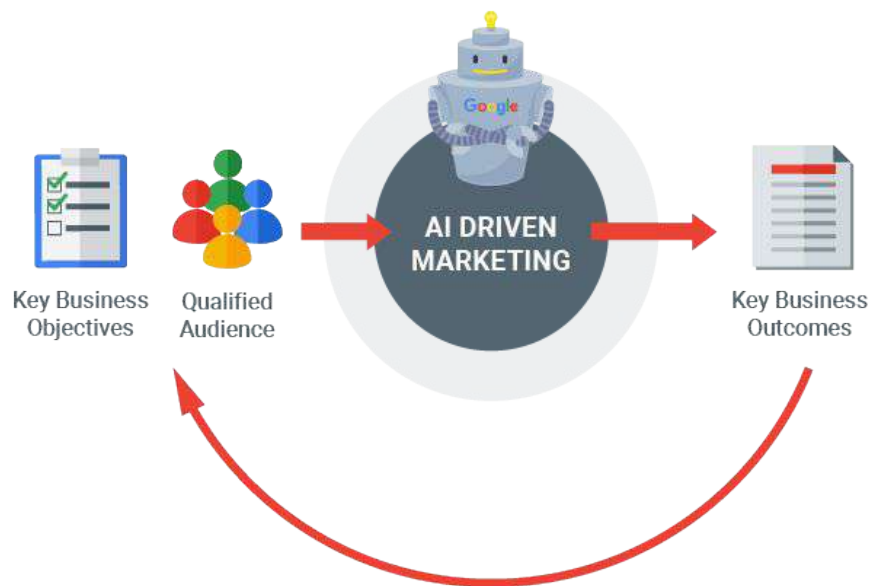 Google
AI DRIVEN
MARKETING
Key Business
Objectives
Qualified
Audience
Key Business
Outcomes